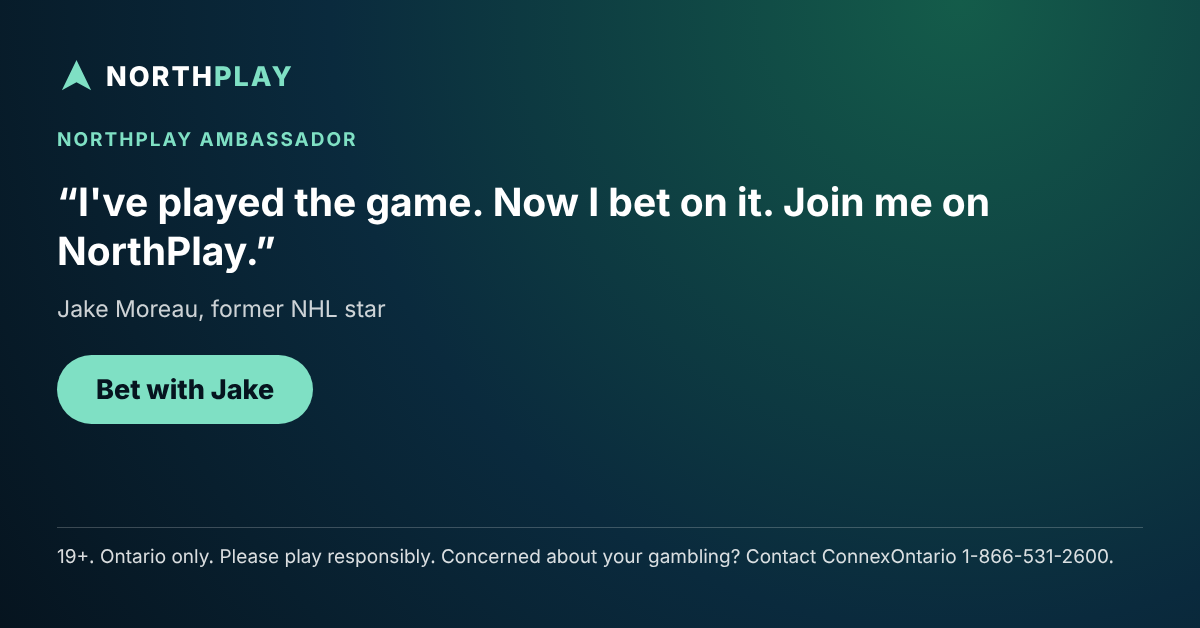 NORTHPLAY
NORTHPLAY AMBASSADOR
“I've played the game. Now I bet on it. Join me on
NorthPlay.”
Jake Moreau, former NHL star
Bet with Jake
19+. Ontario only. Please play responsibly. Concerned about your gambling? Contact ConnexOntario 1-866-531-2600.